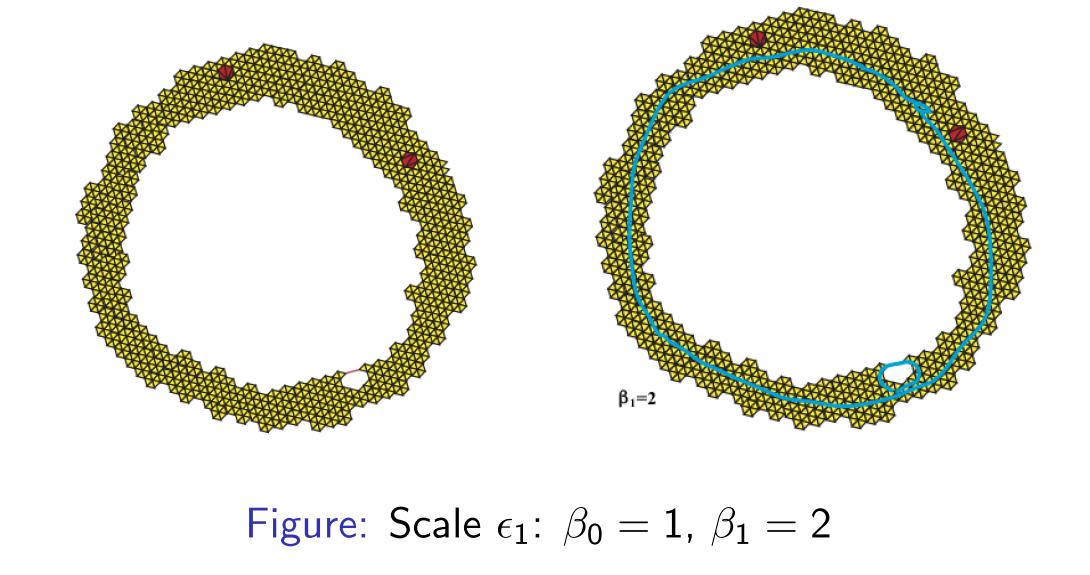 β₁=2
Figure: Scale ϵ₁: β₀ = 1, β₁ = 2